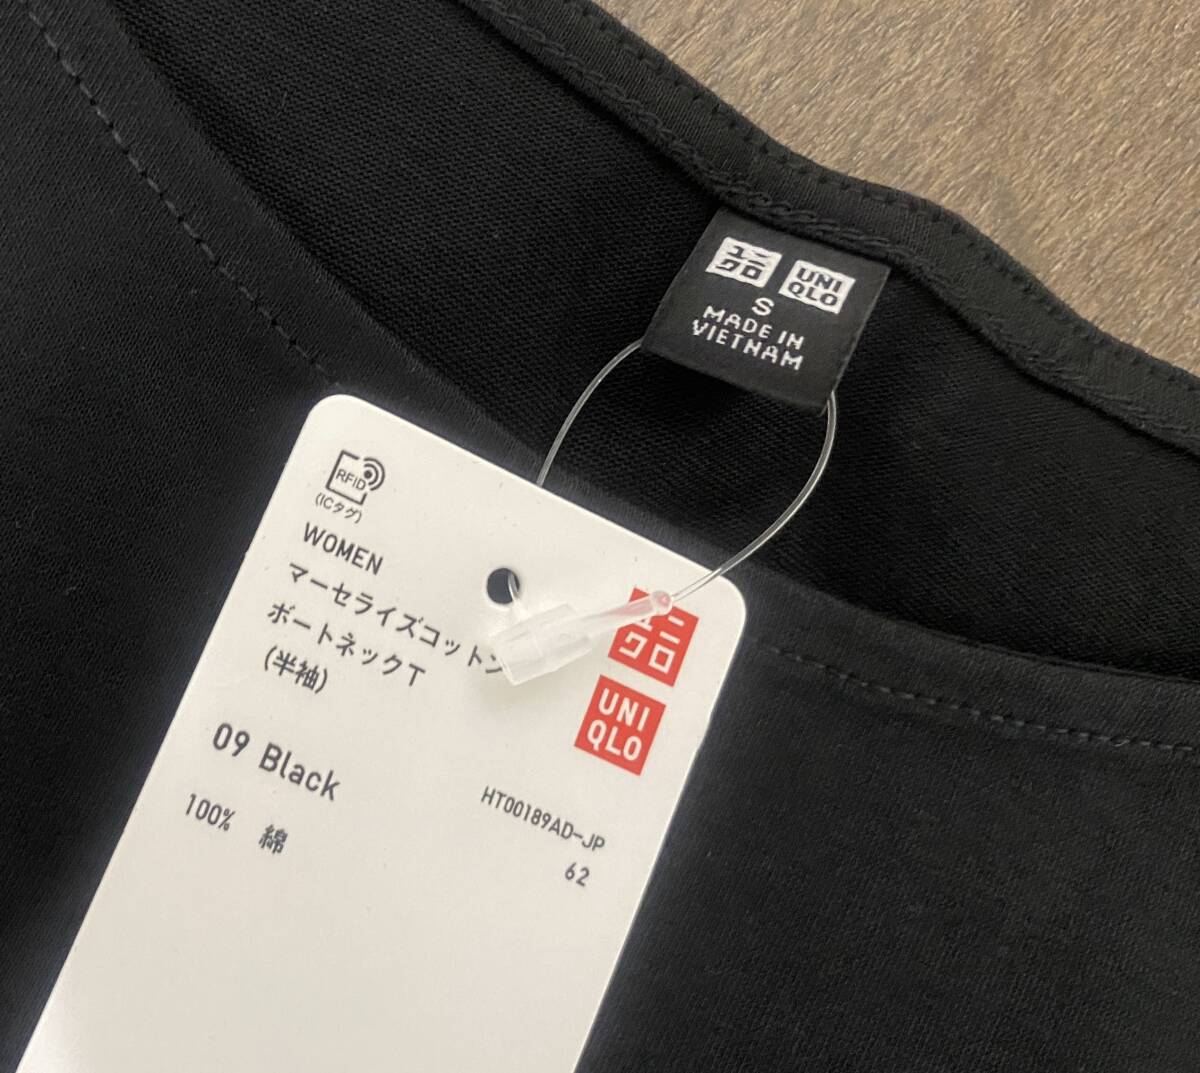 ユニ
クロ
UNI
QLO
S
MADE IN
VIETNAM
RFID
(ICタグ)
WOMEN
マーセライズコットン
ボートネックT
(半袖)
09 Black
100% 綿
ユニ
クロ
UNI
QLO
HT00189AD-JP
62